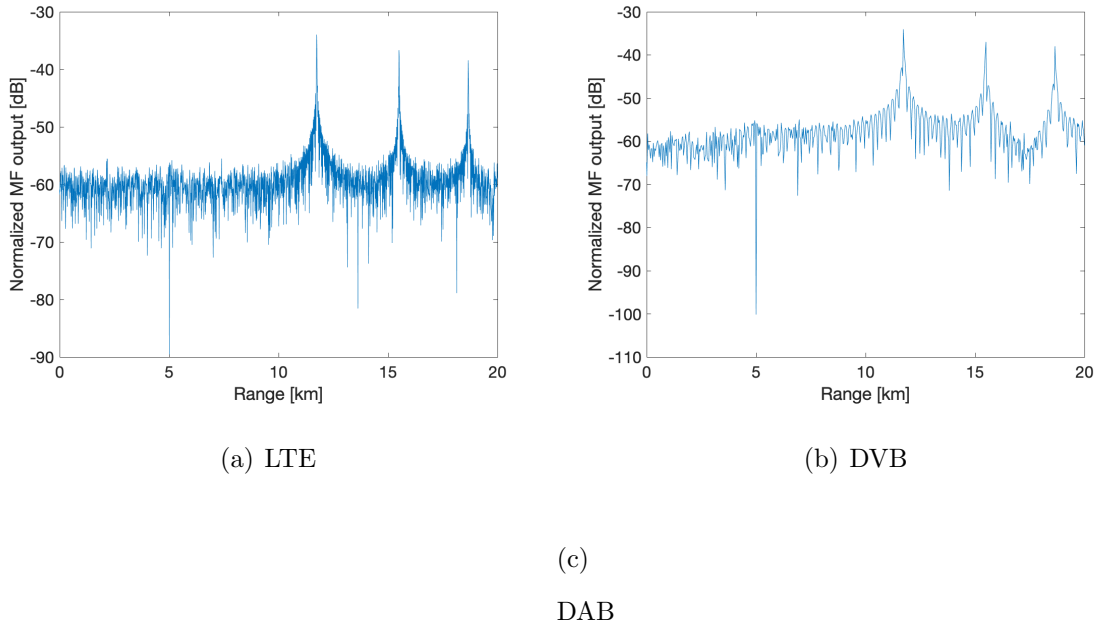 -30
-40
-50
-60
-70
-80
-90
Normalized MF output [dB]
0 5 10 15 20
Range [km]
(a) LTE
-30
-40
-50
-60
-70
-80
-90
-100
-110
Normalized MF output [dB]
0 5 10 15 20
Range [km]
(b) DVB
(c)
DAB